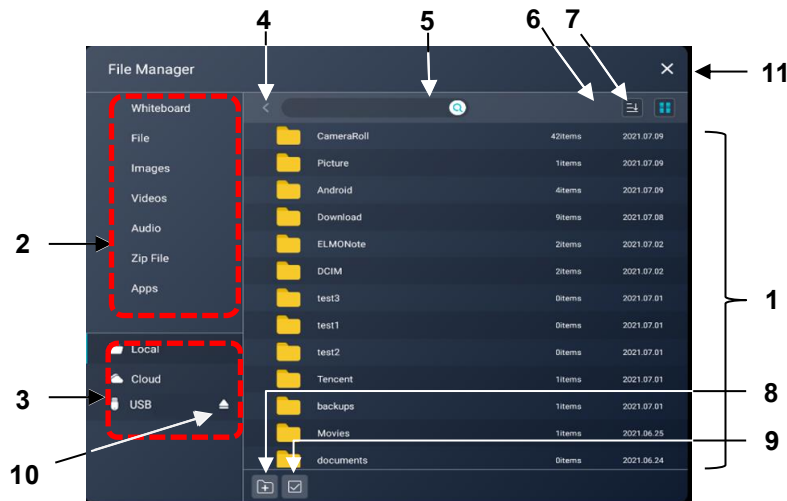 4 5 6 7
File Manager
11
Whiteboard
File
Images
Videos
Audio
Zip File
Apps
2
Local
Cloud
USB
3
10
CameraRoll 42items 2021.07.09
Picture 1items 2021.07.09
Android 4items 2021.07.09
Download 9items 2021.07.08
ELMONote 2items 2021.07.02
DCIM 2items 2021.07.02
test3 0items 2021.07.01
test1 0items 2021.07.01
test2 0items 2021.07.01
Tencent 1items 2021.07.01
backups 1items 2021.07.01
Movies 1items 2021.06.25
documents 0items 2021.06.24
1
8
9